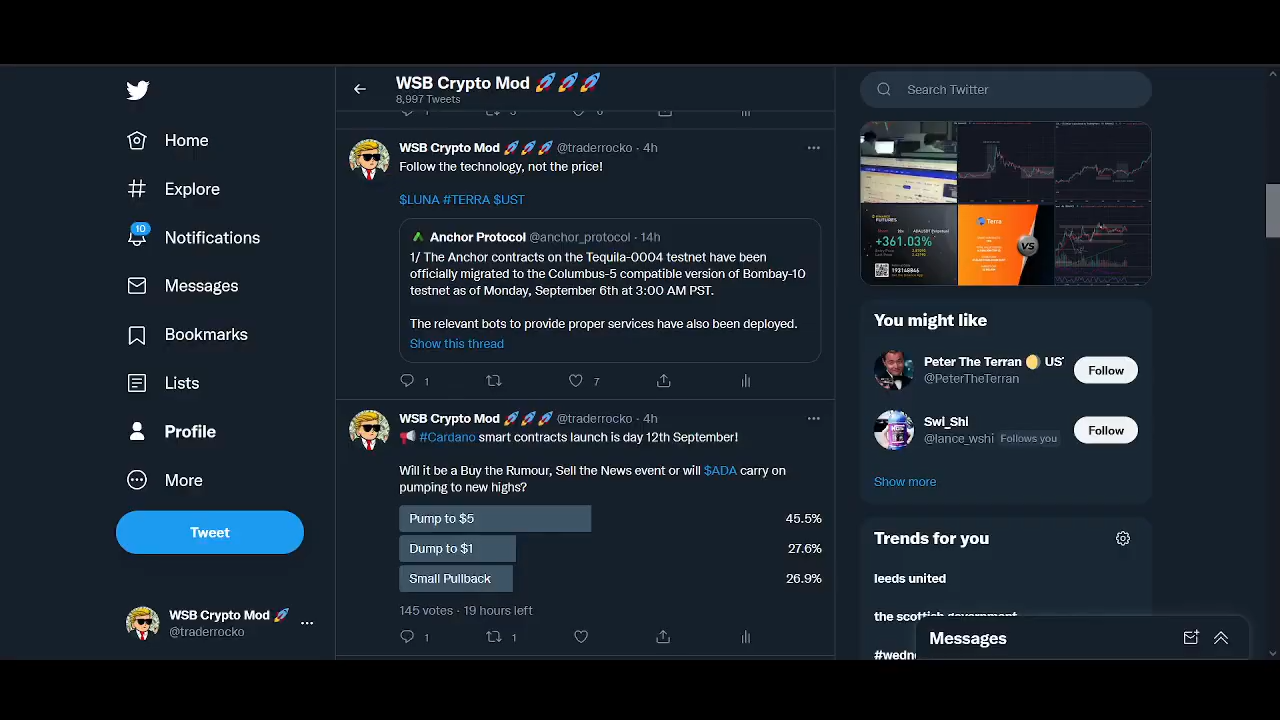 WSB Crypto Mod 🚀🚀🚀
8,997 Tweets
Search Twitter
Home
Explore
10
Notifications
Messages
Bookmarks
Lists
Profile
More
Tweet
WSB Crypto Mod 🚀
@traderrocko
WSB Crypto Mod 🚀🚀🚀 @traderrocko · 4h
Follow the technology, not the price!
$LUNA #TERRA $UST
Anchor Protocol @anchor_protocol · 14h
1/ The Anchor contracts on the Tequila-0004 testnet have been
officially migrated to the Columbus-5 compatible version of Bombay-10
testnet as of Monday, September 6th at 3:00 AM PST.
The relevant bots to provide proper services have also been deployed.
Show this thread
1
7
WSB Crypto Mod 🚀🚀🚀 @traderrocko · 4h
📢 #Cardano smart contracts launch is day 12th September!
Will it be a Buy the Rumour, Sell the News event or will $ADA carry on
pumping to new highs?
Pump to $5 45.5%
Dump to $1 27.6%
Small Pullback 26.9%
145 votes · 19 hours left
1
1
FUTURES
+361.03%
193148846
Terra
VS
You might like
Peter The Terran 🌖 US
@PeterTheTerran
Follow
Swl_Shl
@lance_wshi Follows you
Follow
Show more
Trends for you
leeds united
the scottish government
#wedn
Messages